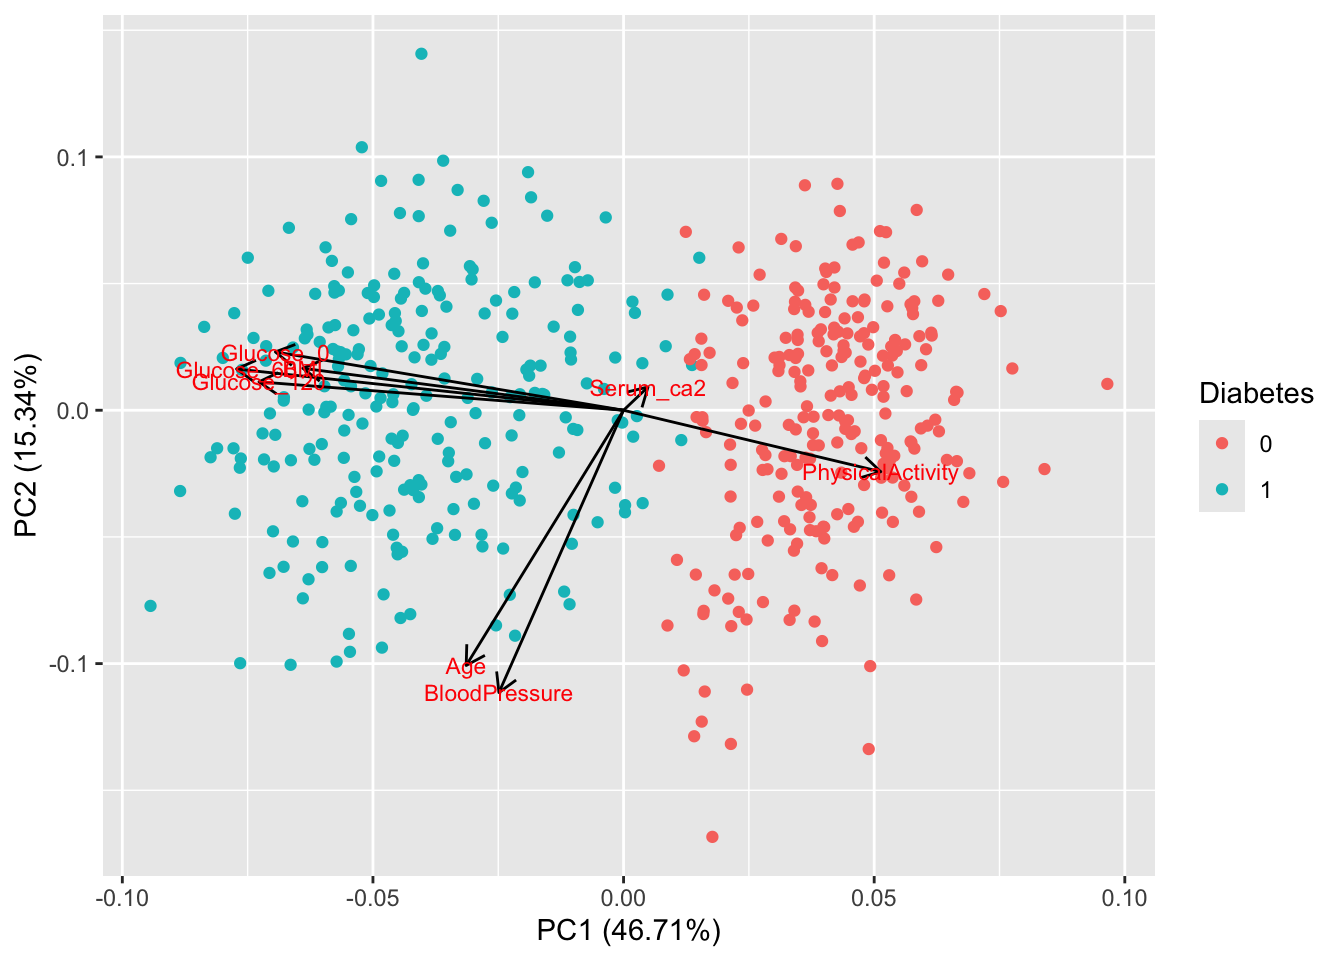 0.1
0.0
-0.1
PC2 (15.34%)
Glucose_0
Glucose_60
BMI
Glucose_120
Serum_ca2
PhysicalActivity
Age
BloodPressure
-0.10
-0.05
0.00
0.05
0.10
PC1 (46.71%)
Diabetes
0
1